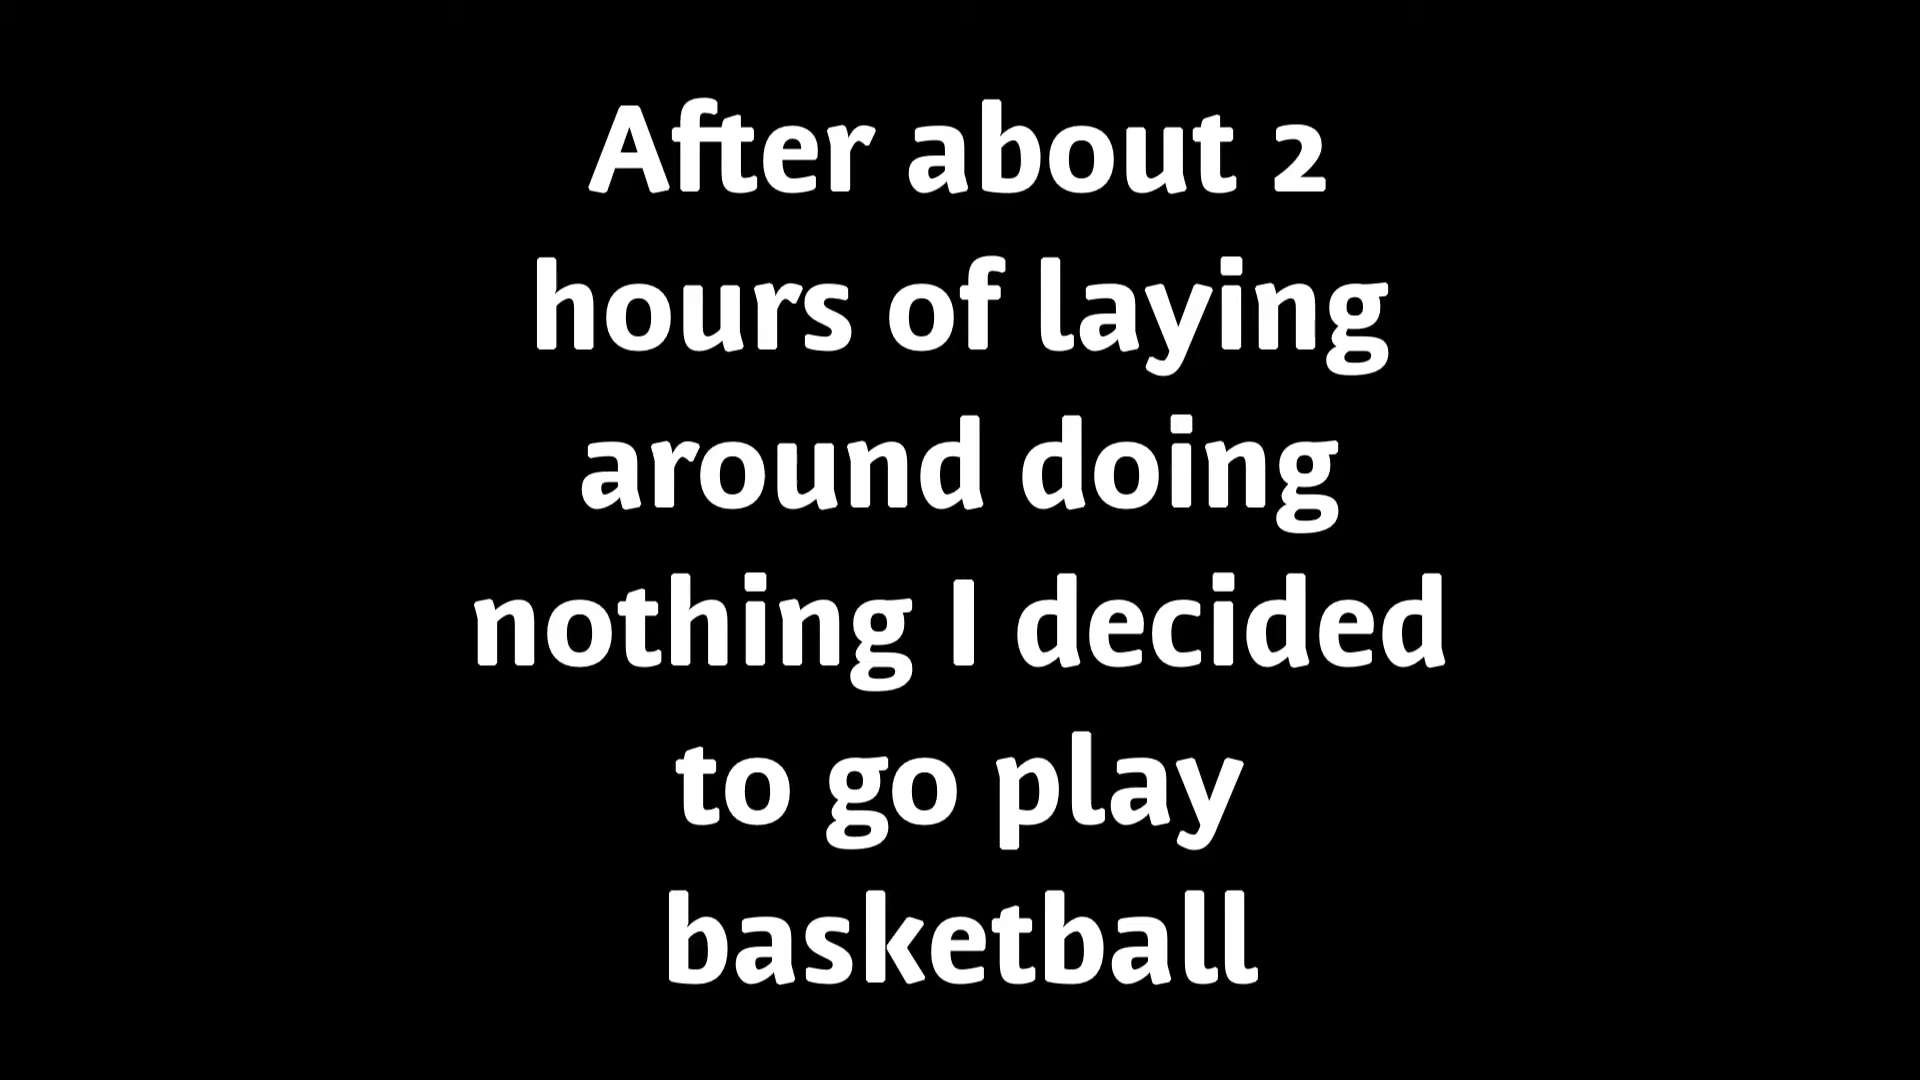 After about 2
hours of laying
around doing
nothing I decided
to go play
basketball